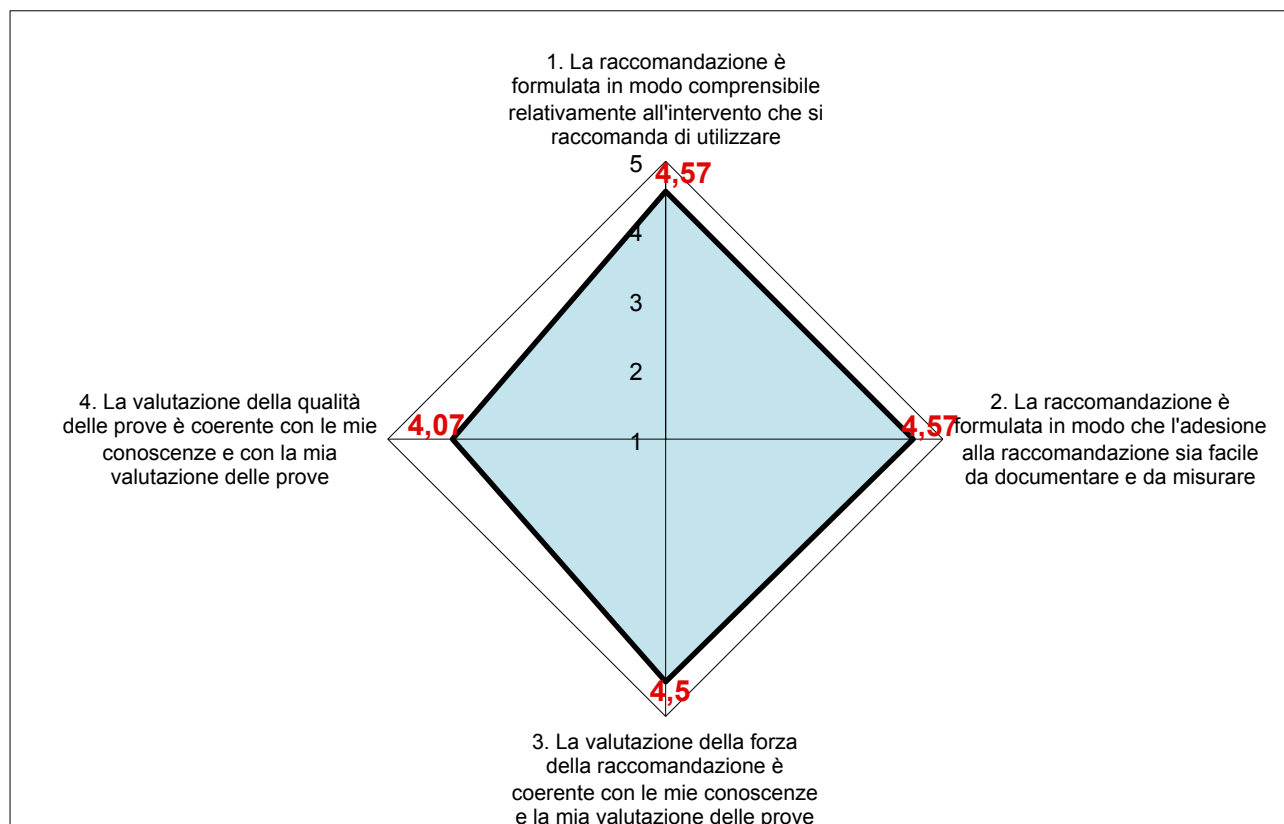 1. La raccomandazione è
formulata in modo comprensibile
relativamente all'intervento che si
raccomanda di utilizzare
5
4,57
4
3
2
4. La valutazione della qualità
delle prove è coerente con le mie
conoscenze e con la mia
valutazione delle prove
4,07
1
4,57
2. La raccomandazione è
formulata in modo che l'adesione
alla raccomandazione sia facile
da documentare e da misurare
4,5
3. La valutazione della forza
della raccomandazione è
coerente con le mie conoscenze
e la mia valutazione delle prove